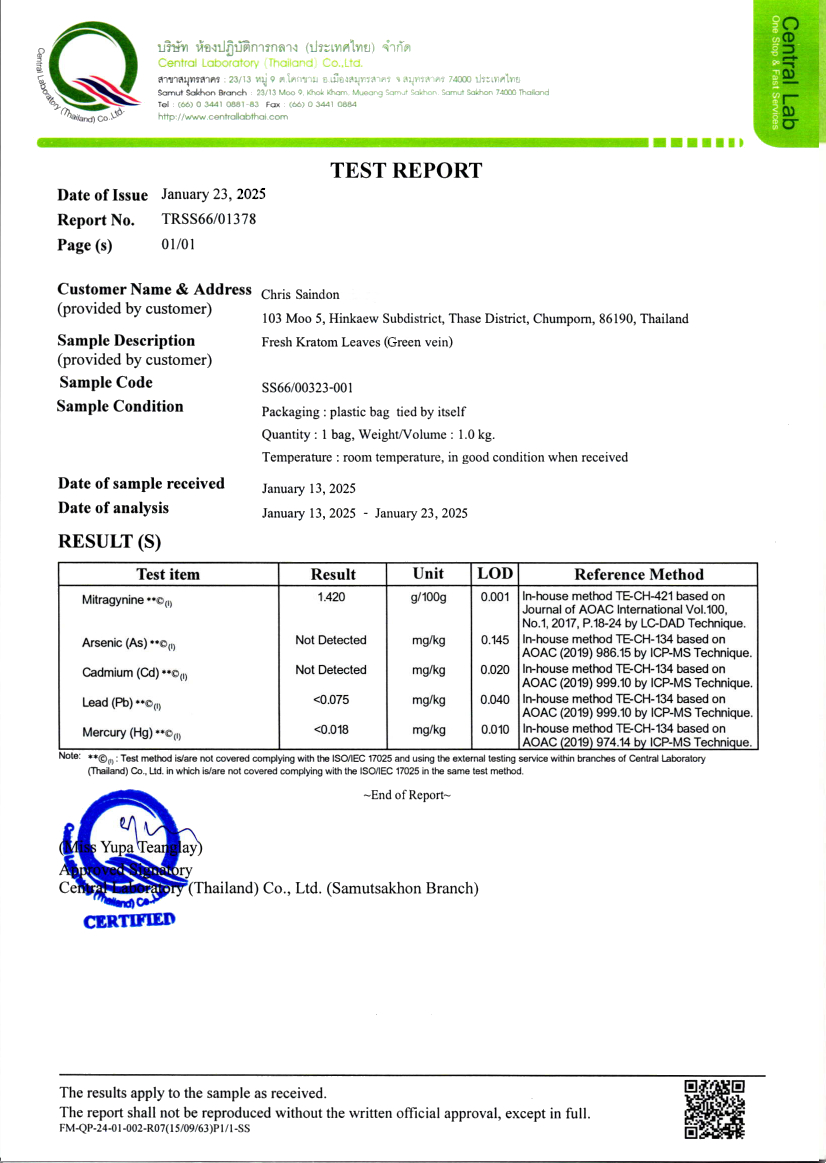 บริษัท ห้องปฏิบัติการกลาง (ประเทศไทย) จำกัด
Central Laboratory (Thailand) Co.,Ltd.
สาขาสมุทรสาคร : 23/13 หมู่ 9 ต.โคกขาม อ.เมืองสมุทรสาคร จ.สมุทรสาคร 74000 ประเทศไทย
Samut Sakhon Branch : 23/13 Moo 9, Khok Kham, Mueang Samut Sakhon, Samut Sakhon 74000 Thailand
Tel : (66) 0 3441 0881-83 Fax : (66) 0 3441 0884
http://www.centrallabthai.com
Central Laboratory (Thailand) Co.,Ltd.
Central Lab
One Stop & Fast Services
TEST REPORT
Date of Issue January 23, 2025
Report No. TRSS66/01378
Page (s) 01/01
Customer Name & Address Chris Saindon
(provided by customer)
103 Moo 5, Hinkaew Subdistrict, Thase District, Chumporn, 86190, Thailand
Sample Description Fresh Kratom Leaves (Green vein)
(provided by customer)
Sample Code SS66/00323-001
Sample Condition Packaging : plastic bag tied by itself
Quantity : 1 bag, Weight/Volume : 1.0 kg.
Temperature : room temperature, in good condition when received
Date of sample received January 13, 2025
Date of analysis January 13, 2025 - January 23, 2025
RESULT (S)
Test item Result Unit LOD Reference Method
Mitragynine **©(I) 1.420 g/100g 0.001 In-house method TE-CH-421 based on
Journal of AOAC International Vol.100,
No.1, 2017, P.18-24 by LC-DAD Technique.
Arsenic (As) **©(I) Not Detected mg/kg 0.145 In-house method TE-CH-134 based on
AOAC (2019) 986.15 by ICP-MS Technique.
Cadmium (Cd) **©(I) Not Detected mg/kg 0.020 In-house method TE-CH-134 based on
AOAC (2019) 999.10 by ICP-MS Technique.
Lead (Pb) **©(I) <0.075 mg/kg 0.040 In-house method TE-CH-134 based on
AOAC (2019) 999.10 by ICP-MS Technique.
Mercury (Hg) **©(I) <0.018 mg/kg 0.010 In-house method TE-CH-134 based on
AOAC (2019) 974.14 by ICP-MS Technique.
Note: **©(I) : Test method is/are not covered complying with the ISO/IEC 17025 and using the external testing service within branches of Central Laboratory
(Thailand) Co., Ltd. in which is/are not covered complying with the ISO/IEC 17025 in the same test method.
~End of Report~
(Miss Yupa Teanglay)
Approved Signatory
Central Laboratory (Thailand) Co., Ltd. (Samutsakhon Branch)
(Thailand) Co.,
CERTIFIED
The results apply to the sample as received.
The report shall not be reproduced without the written official approval, except in full.
FM-QP-24-01-002-R07(15/09/63)P1/1-SS